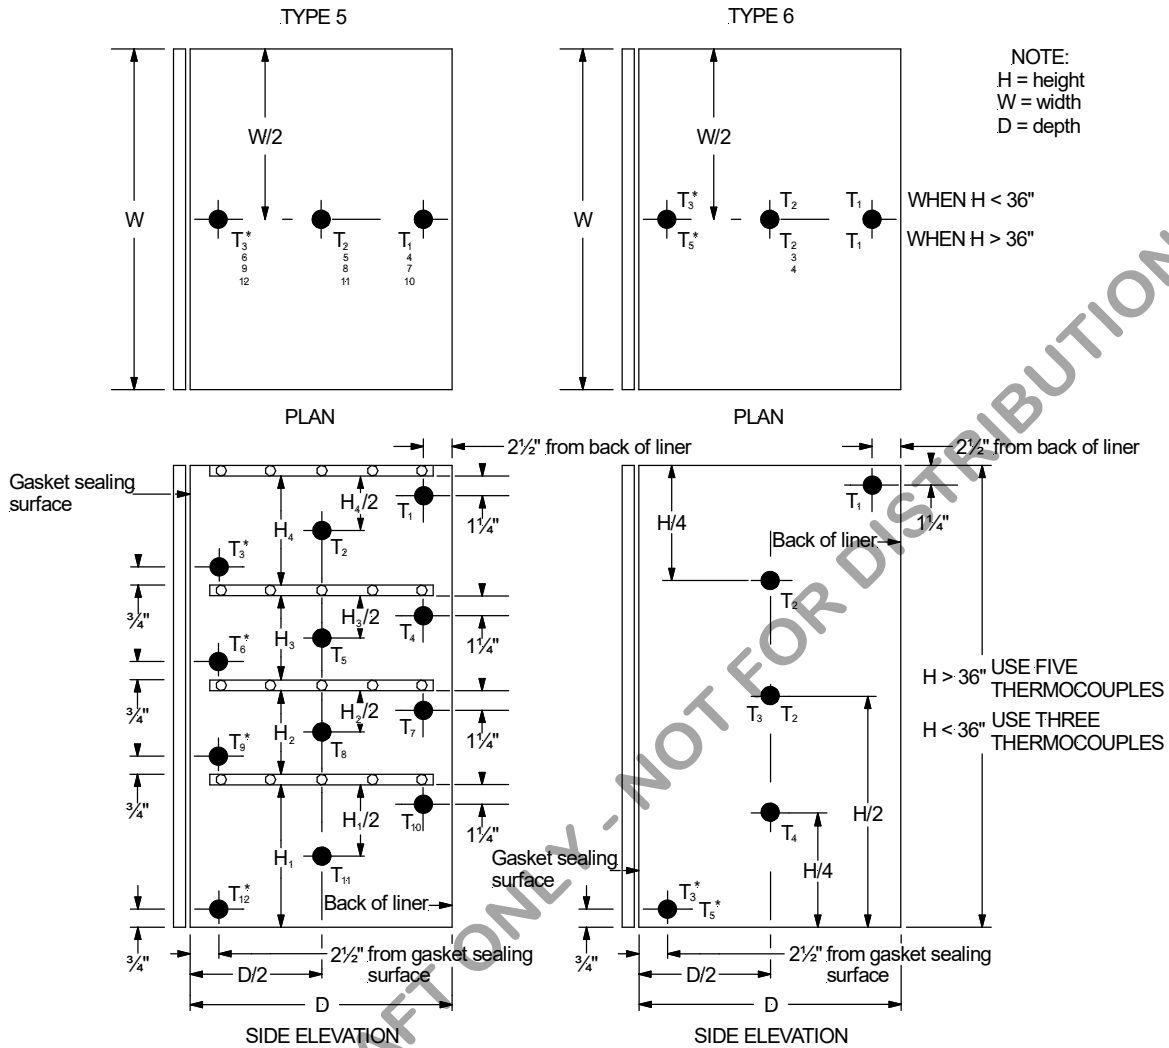 TYPE 5
TYPE 6
NOTE:
H = height
W = width
D = depth
W/2
W
T3*
6
9
12
T2
5
8
11
T1
4
7
10
W/2
W
T3*
T5*
T2
T2
3
4
T1
T1
WHEN H < 36"
WHEN H > 36"
PLAN
PLAN
2½" from back of liner
2½" from back of liner
Gasket sealing
surface
T1
1¼"
H4/2
T2
H4
T3*
¾"
H3/2
T4
1¼"
H3
T5
T6*
¾"
H2/2
T7
1¼"
H2
T8
T9*
¾"
H1/2
T10
1¼"
H1
T11
T12*
Back of liner
¾"
2½" from gasket sealing
surface
D/2
D
SIDE ELEVATION
T1
1¼"
H/4
Back of liner
T2
T3
T2
H > 36" USE FIVE
THERMOCOUPLES
H < 36" USE THREE
THERMOCOUPLES
T4
H/2
H/4
Gasket sealing
surface
T3*
T5*
¾"
2½" from gasket sealing
surface
D/2
D
SIDE ELEVATION
AFT ONLY - NOT FOR DISTRIBUTION